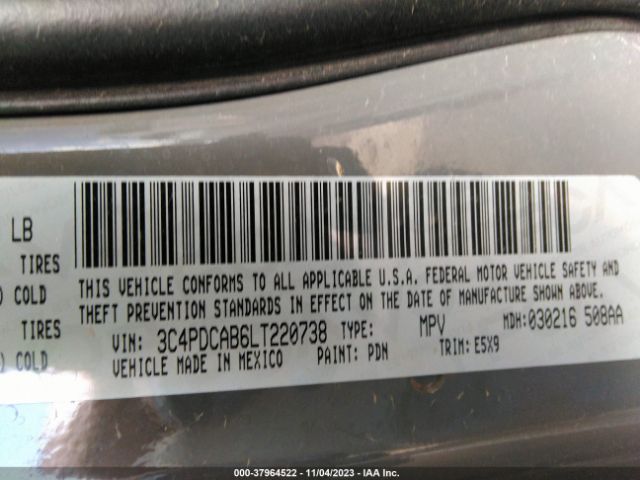 LB
TIRES
) COLD
TIRES
) COLD
THIS VEHICLE CONFORMS TO ALL APPLICABLE U.S.A. FEDERAL MOTOR VEHICLE SAFETY AND
THEFT PREVENTION STANDARDS IN EFFECT ON THE DATE OF MANUFACTURE SHOWN ABOVE.
VIN: 3C4PDCAB6LT220738 TYPE: MPV MDH:030216 508AA
VEHICLE MADE IN MEXICO PAINT: PDN TRIM: E5X9
000-37964522 - 11/04/2023 - IAA Inc.